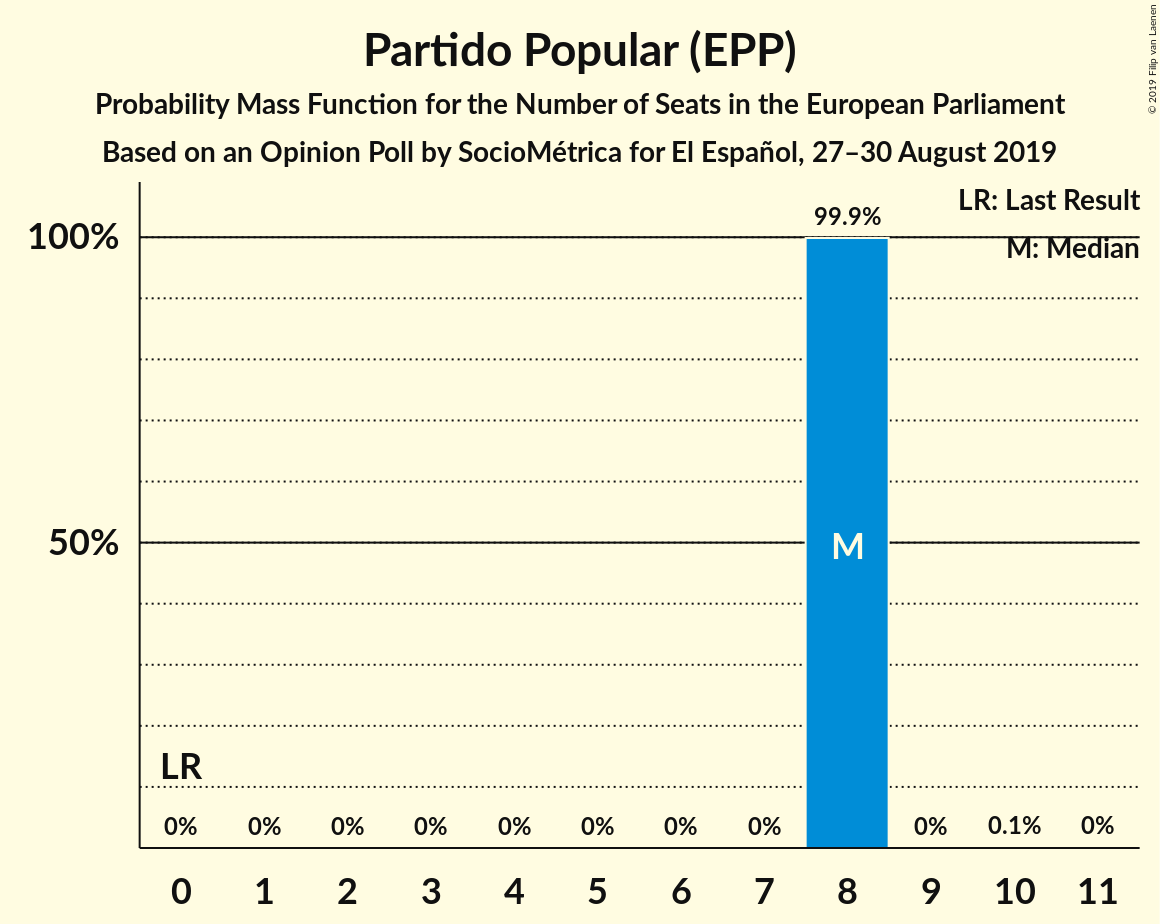 Partido Popular (EPP)
Probability Mass Function for the Number of Seats in the European Parliament
Based on an Opinion Poll by SocioMétrica for El Español, 27–30 August 2019
© 2019 Filip van Laenen
LR: Last Result
M: Median
99.9%
100%
50%
M
LR
0% 0% 0% 0% 0% 0% 0% 0% 0% 0.1% 0%
0 1 2 3 4 5 6 7 8 9 10 11